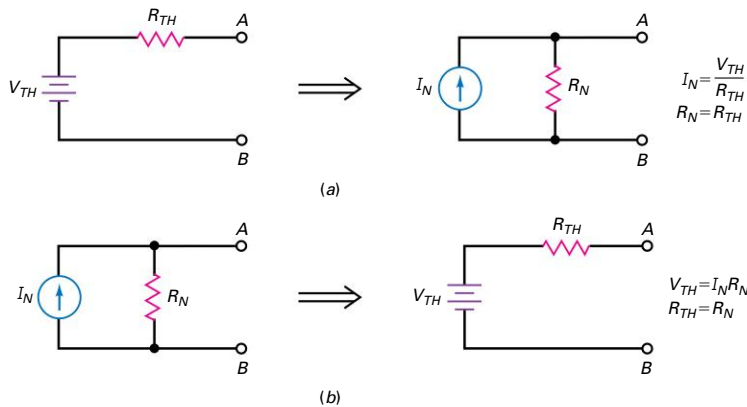 R_TH
A
V_TH
B
I_N
R_N
A
B
I_N = V_TH / R_TH
R_N = R_TH
(a)
I_N
R_N
A
B
R_TH
A
V_TH
B
V_TH = I_N R_N
R_TH = R_N
(b)